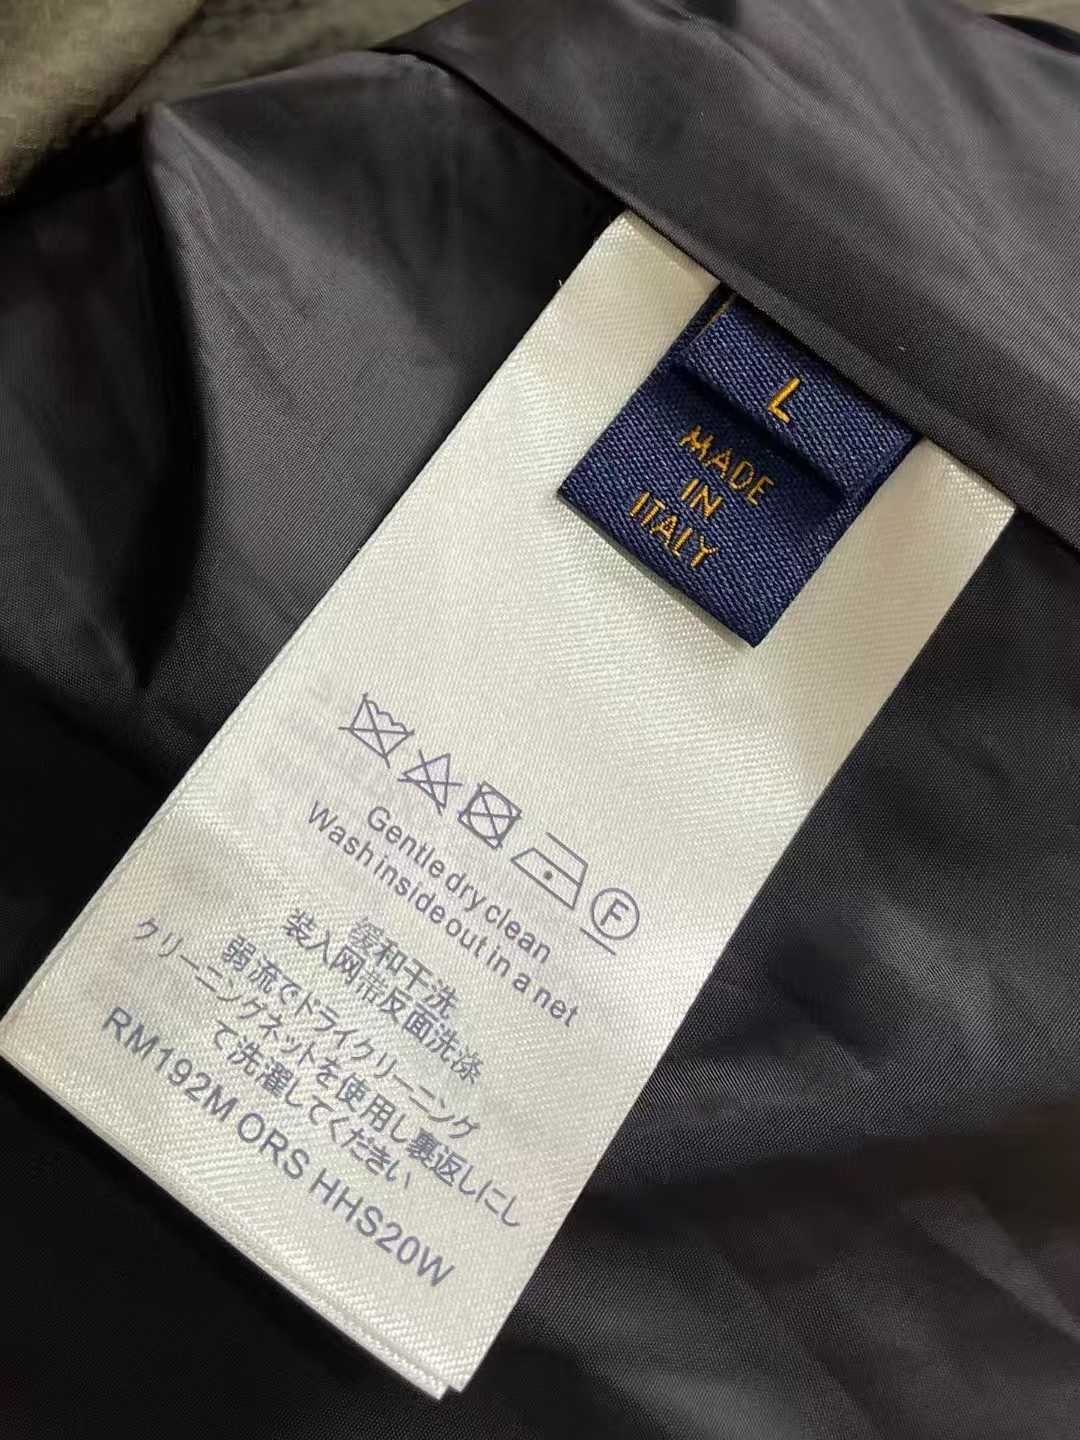 L
MADE
IN
ITALY
F
Gentle dry clean
Wash inside out in a net
缓和干洗
装入网带反面洗涤
弱流でドライクリーニング
クリーニングネットを使用し裏返しにし
て洗濯してください
RM192M ORS HHS20W